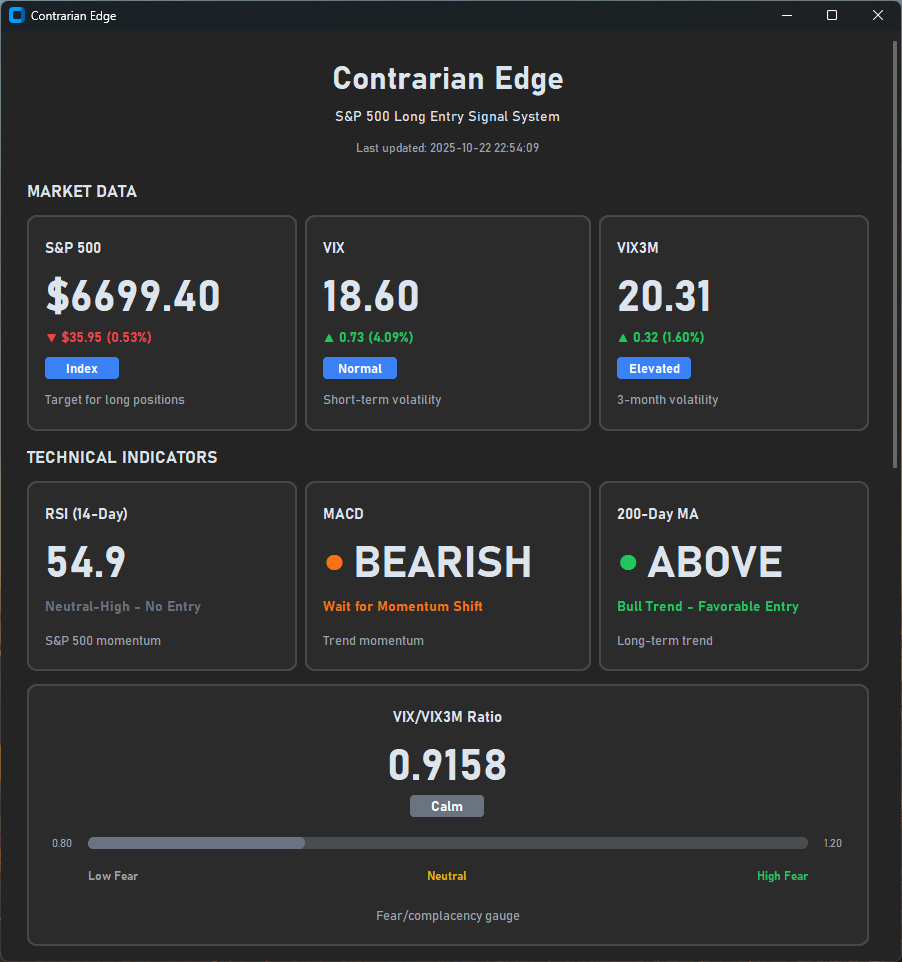 Contrarian Edge
Contrarian Edge
S&P 500 Long Entry Signal System
Last updated: 2025-10-22 22:54:09
MARKET DATA
S&P 500
$6699.40
▼ $35.95 (0.53%)
Index
Target for long positions
VIX
18.60
▲ 0.73 (4.09%)
Normal
Short-term volatility
VIX3M
20.31
▲ 0.32 (1.60%)
Elevated
3-month volatility
TECHNICAL INDICATORS
RSI (14-Day)
54.9
Neutral-High - No Entry
S&P 500 momentum
MACD
● BEARISH
Wait for Momentum Shift
Trend momentum
200-Day MA
● ABOVE
Bull Trend - Favorable Entry
Long-term trend
VIX/VIX3M Ratio
0.9158
Calm
0.80
1.20
Low Fear
Neutral
High Fear
Fear/complacency gauge